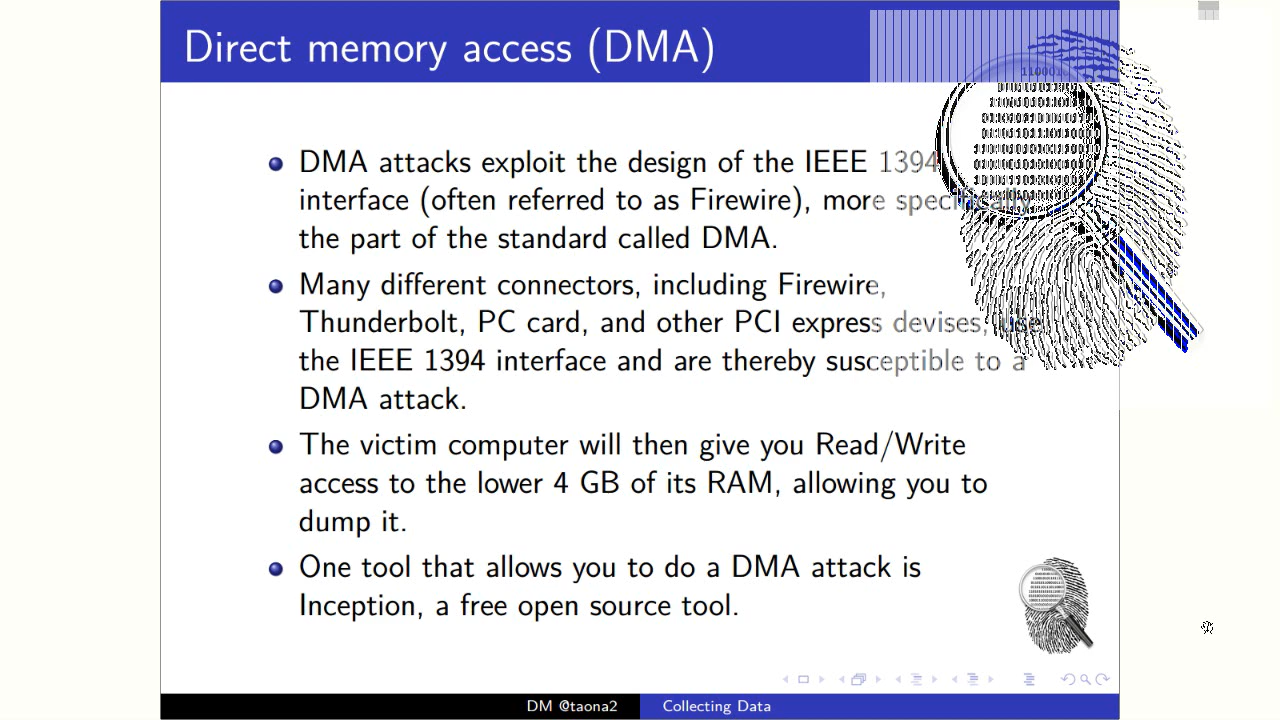 Direct memory access (DMA)
DMA attacks exploit the design of the IEEE 1394
interface (often referred to as Firewire), more specifically
the part of the standard called DMA.
Many different connectors, including Firewire,
Thunderbolt, PC card, and other PCI express devises, use
the IEEE 1394 interface and are thereby susceptible to a
DMA attack.
The victim computer will then give you Read/Write
access to the lower 4 GB of its RAM, allowing you to
dump it.
One tool that allows you to do a DMA attack is
Inception, a free open source tool.
DM @taona2
Collecting Data